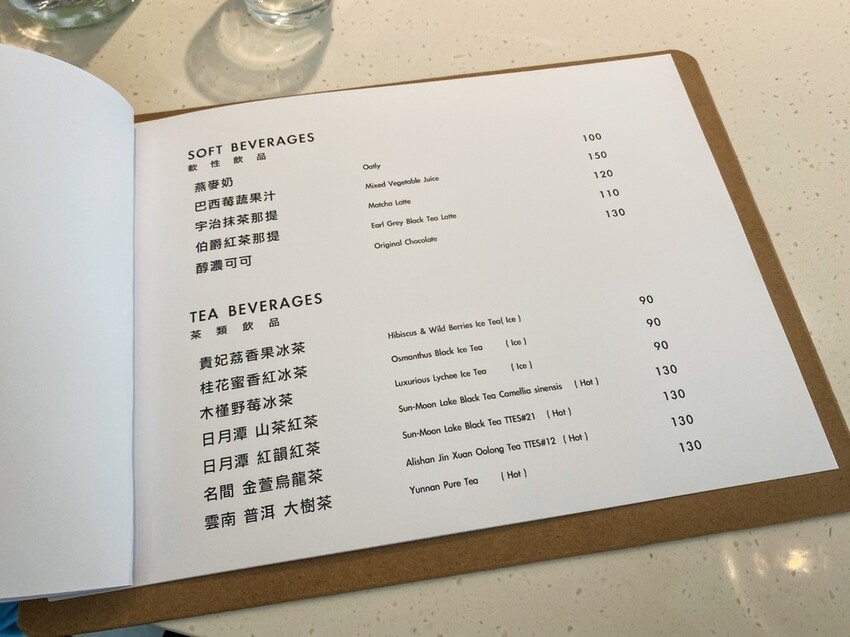 SOFT BEVERAGES
軟性飲品
燕麥奶 Oatly 100
巴西莓蔬果汁 Mixed Vegetable Juice 150
宇治抹茶那提 Matcha Latte 120
伯爵紅茶那提 Earl Grey Black Tea Latte 110
醇濃可可 Original Chocolate 130
TEA BEVERAGES
茶類飲品
貴妃荔香果冰茶 Hibiscus & Wild Berries Ice Tea( Ice ) 90
桂花蜜香紅冰茶 Osmanthus Black Ice Tea ( Ice ) 90
木槿野莓冰茶 Luxurious Lychee Ice Tea ( Ice ) 90
日月潭 山茶紅茶 Sun-Moon Lake Black Tea Camellia sinensis ( Hot ) 130
日月潭 紅韻紅茶 Sun-Moon Lake Black Tea TTES#21 ( Hot ) 130
名間 金萱烏龍茶 Alishan Jin Xuan Oolong Tea TTES#12 ( Hot ) 130
雲南 普洱 大樹茶 Yunnan Pure Tea ( Hot ) 130